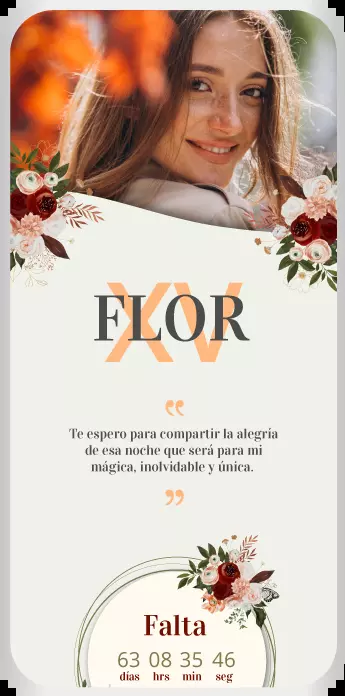 XV
FLOR
“
Te espero para compartir la alegría
de esa noche que será para mi
mágica, inolvidable y única.
”
Falta
63 08 35 46
días hrs min seg